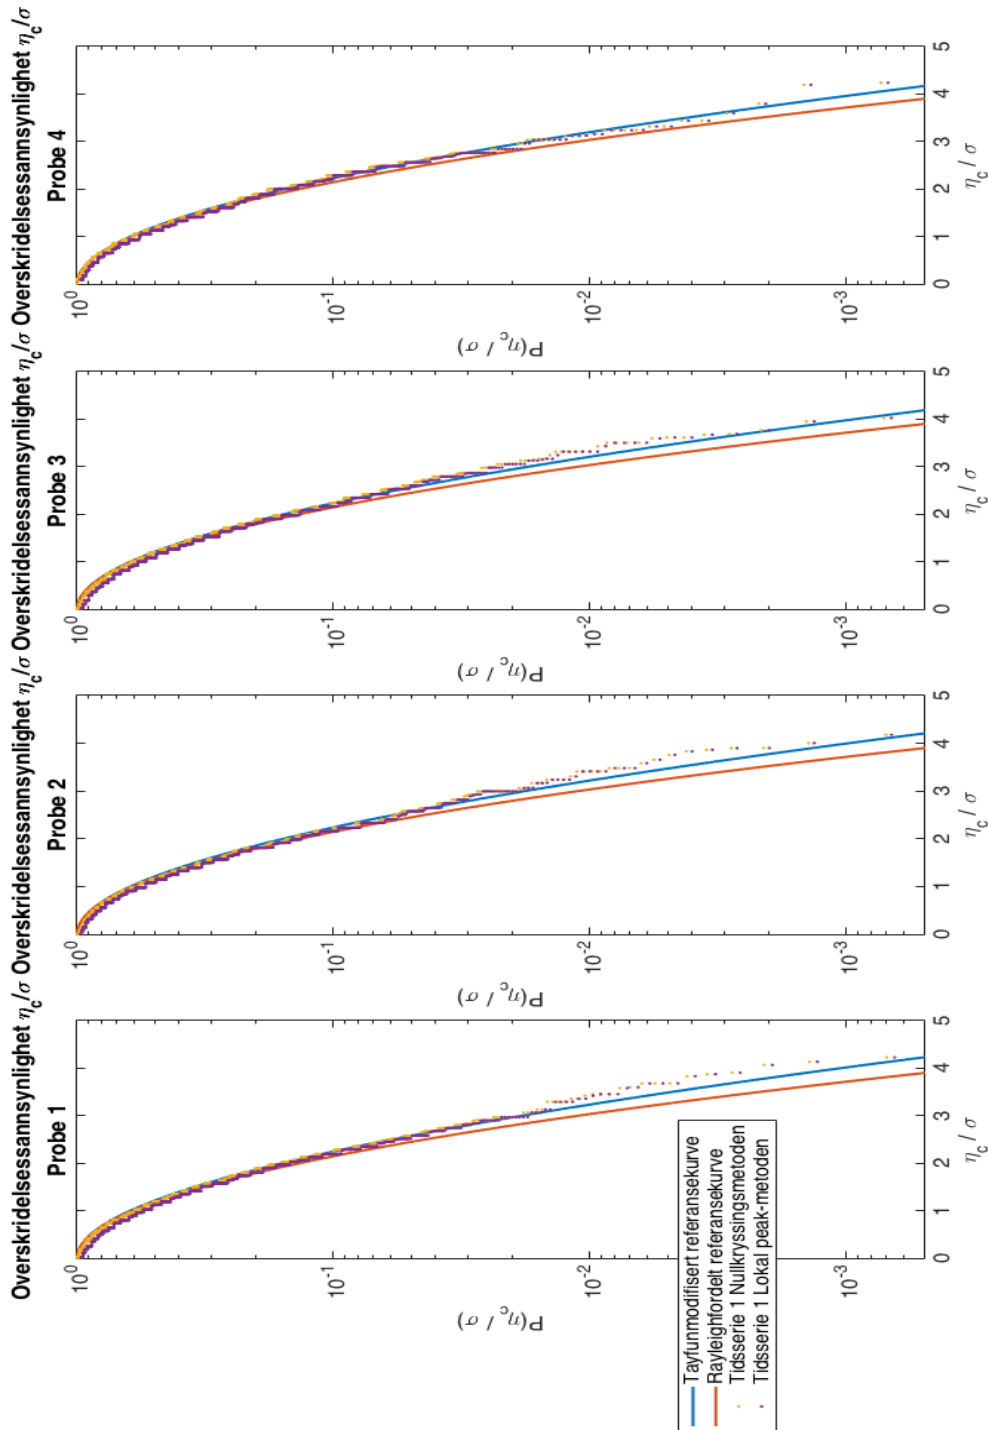 Overskridelsesannsynlighet η_c/σ
Probe 1
10^0
10^-1
10^-2
10^-3
P(η_c / σ)
0 1 2 3 4 5
η_c / σ
Tayfunmodifisert referansekurve
Rayleighfordelt referansekurve
Tidsserie 1 Nullkryssingsmetoden
Tidsserie 1 Lokal peak-metoden
Overskridelsesannsynlighet η_c/σ
Probe 2
10^0
10^-1
10^-2
10^-3
P(η_c / σ)
0 1 2 3 4 5
η_c / σ
Overskridelsesannsynlighet η_c/σ
Probe 3
10^0
10^-1
10^-2
10^-3
P(η_c / σ)
0 1 2 3 4 5
η_c / σ
Overskridelsesannsynlighet η_c/σ
Probe 4
10^0
10^-1
10^-2
10^-3
P(η_c / σ)
0 1 2 3 4 5
η_c / σ